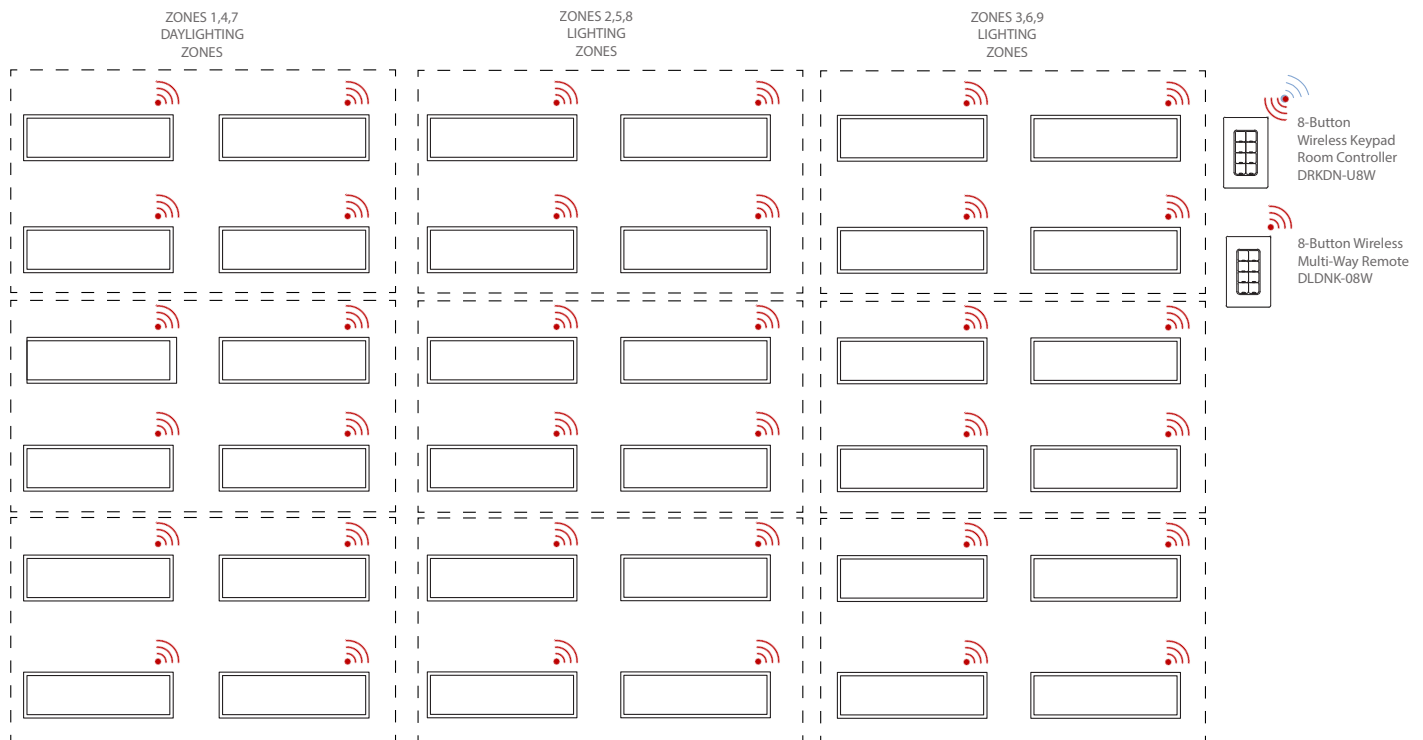 ZONES 1,4,7
DAYLIGHTING
ZONES
ZONES 2,5,8
LIGHTING
ZONES
ZONES 3,6,9
LIGHTING
ZONES
8-Button
Wireless Keypad
Room Controller
DRKDN-U8W
8-Button Wireless
Multi-Way Remote
DLDNK-08W